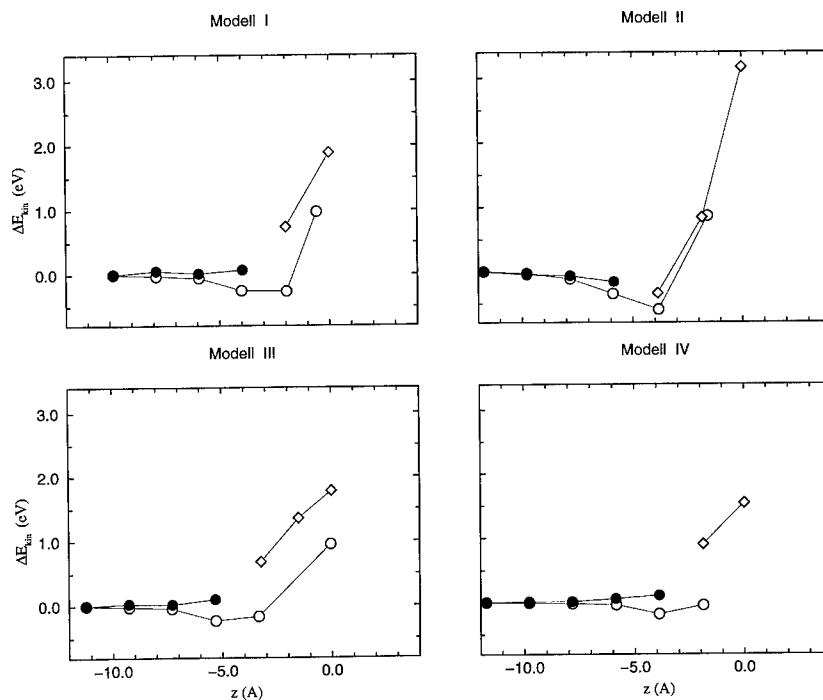 Modell I
Modell II
3.0
2.0
1.0
0.0
ΔE_kin (eV)
Modell III
Modell IV
3.0
2.0
1.0
0.0
ΔE_kin (eV)
-10.0
-5.0
0.0
-10.0
-5.0
0.0
z (A)
z (A)